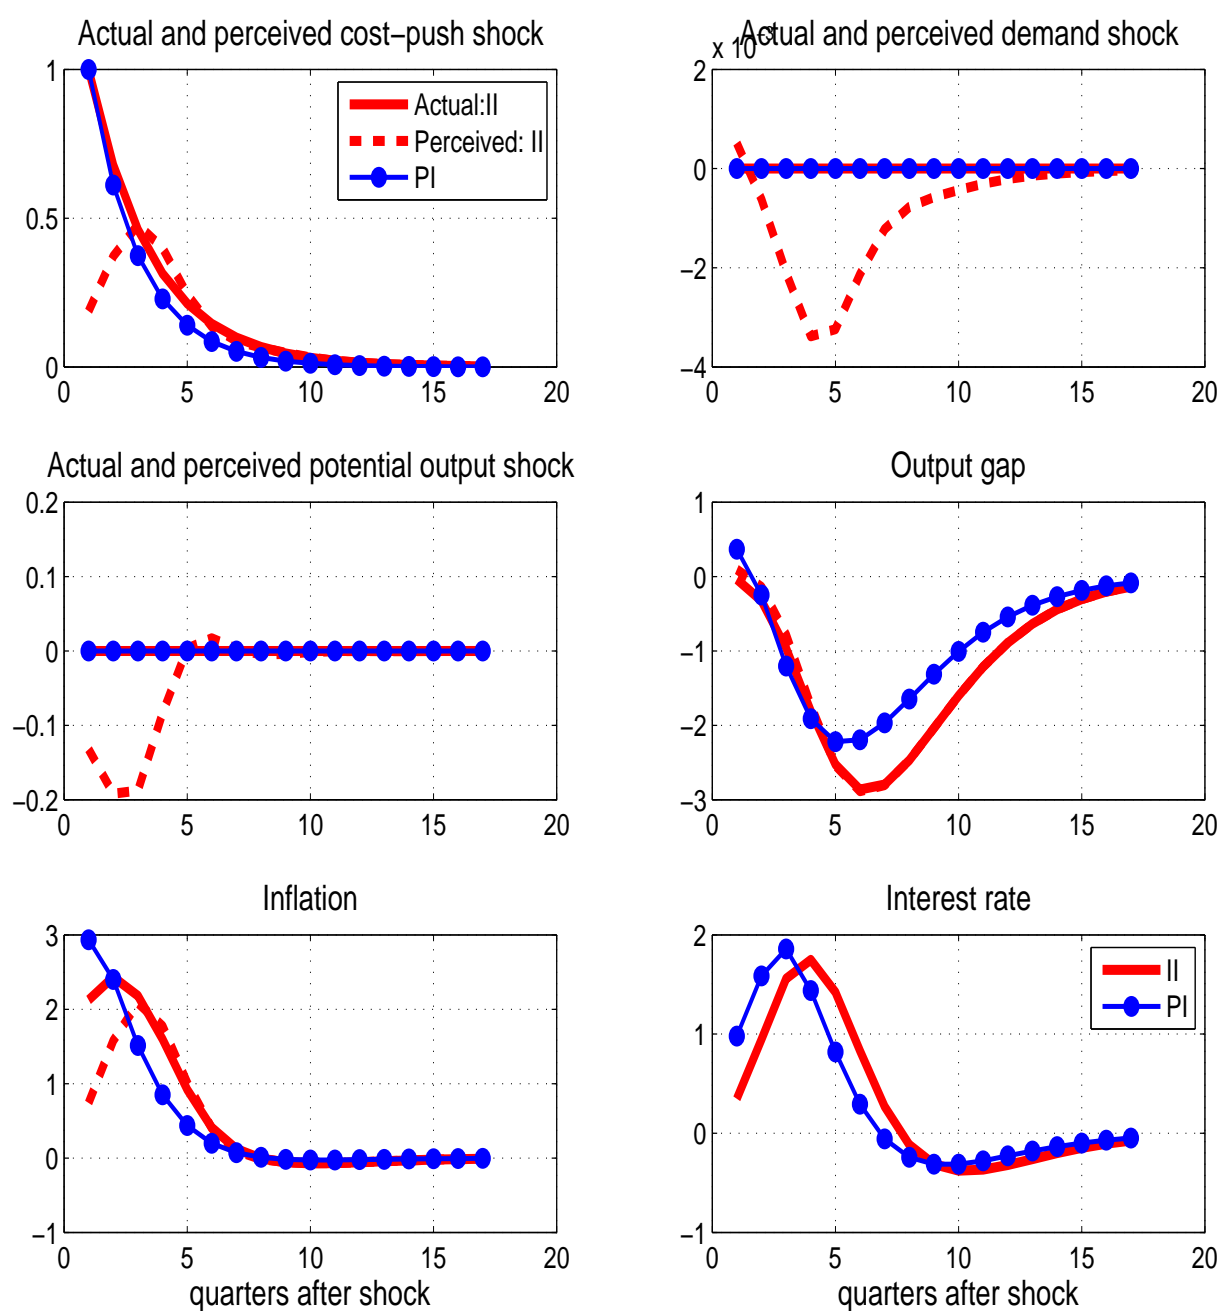 Actual and perceived cost−push shock
1
0.5
0
0 5 10 15 20
Actual:II
Perceived: II
PI
Actual and perceived demand shock
x 10−3
2
0
−2
−4
0 5 10 15 20
Actual and perceived potential output shock
0.2
0.1
0
−0.1
−0.2
0 5 10 15 20
Output gap
1
0
−1
−2
−3
0 5 10 15 20
Inflation
3
2
1
0
−1
0 5 10 15 20
quarters after shock
Interest rate
2
1
0
−1
0 5 10 15 20
II
PI
quarters after shock